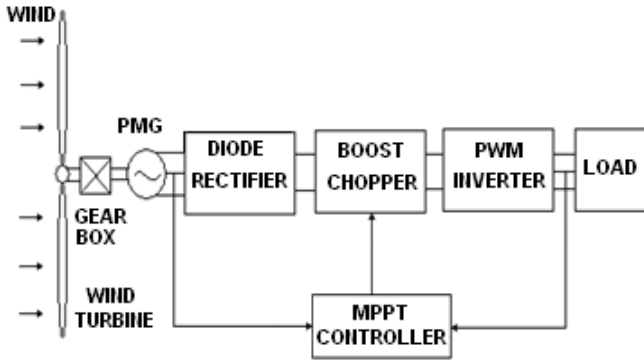 WIND
PMG
DIODE
RECTIFIER
BOOST
CHOPPER
PWM
INVERTER
LOAD
GEAR
BOX
WIND
TURBINE
MPPT
CONTROLLER